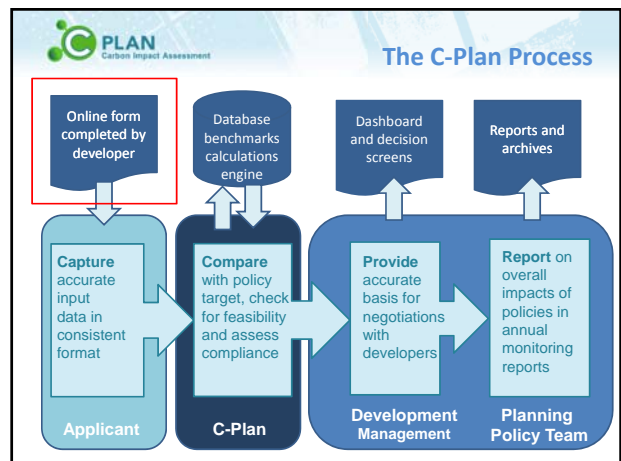 C PLAN
Carbon Impact Assessment
The C-Plan Process
Online form
completed by
developer
Database
benchmarks
calculations
engine
Dashboard
and decision
screens
Reports and
archives
Capture
accurate
input
data in
consistent
format
Compare
with policy
target, check
for feasibility
and assess
compliance
Provide
accurate
basis for
negotiations
with
developers
Report on
overall
impacts of
policies in
annual
monitoring
reports
Applicant
C-Plan
Development
Management
Planning
Policy Team